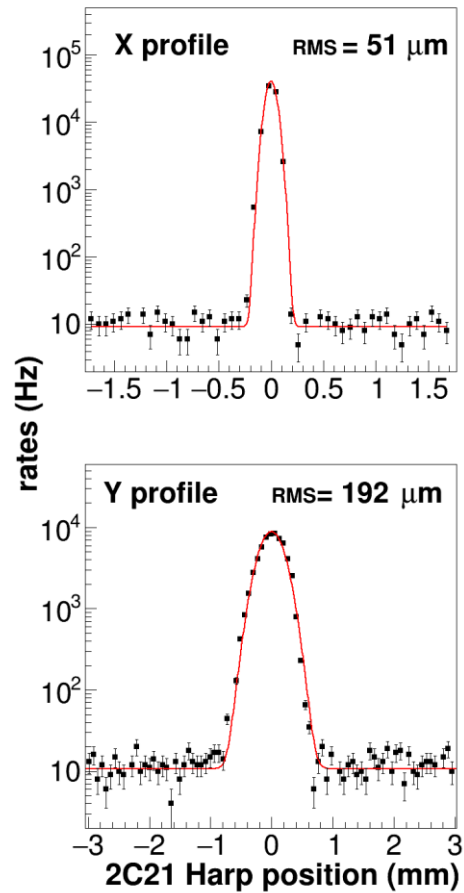 X profile RMS = 51 μm
10⁵
10⁴
10³
10²
10
−1.5 −1 −0.5 0 0.5 1 1.5
rates (Hz)
Y profile RMS= 192 μm
10⁴
10³
10²
10
−3 −2 −1 0 1 2 3
2C21 Harp position (mm)